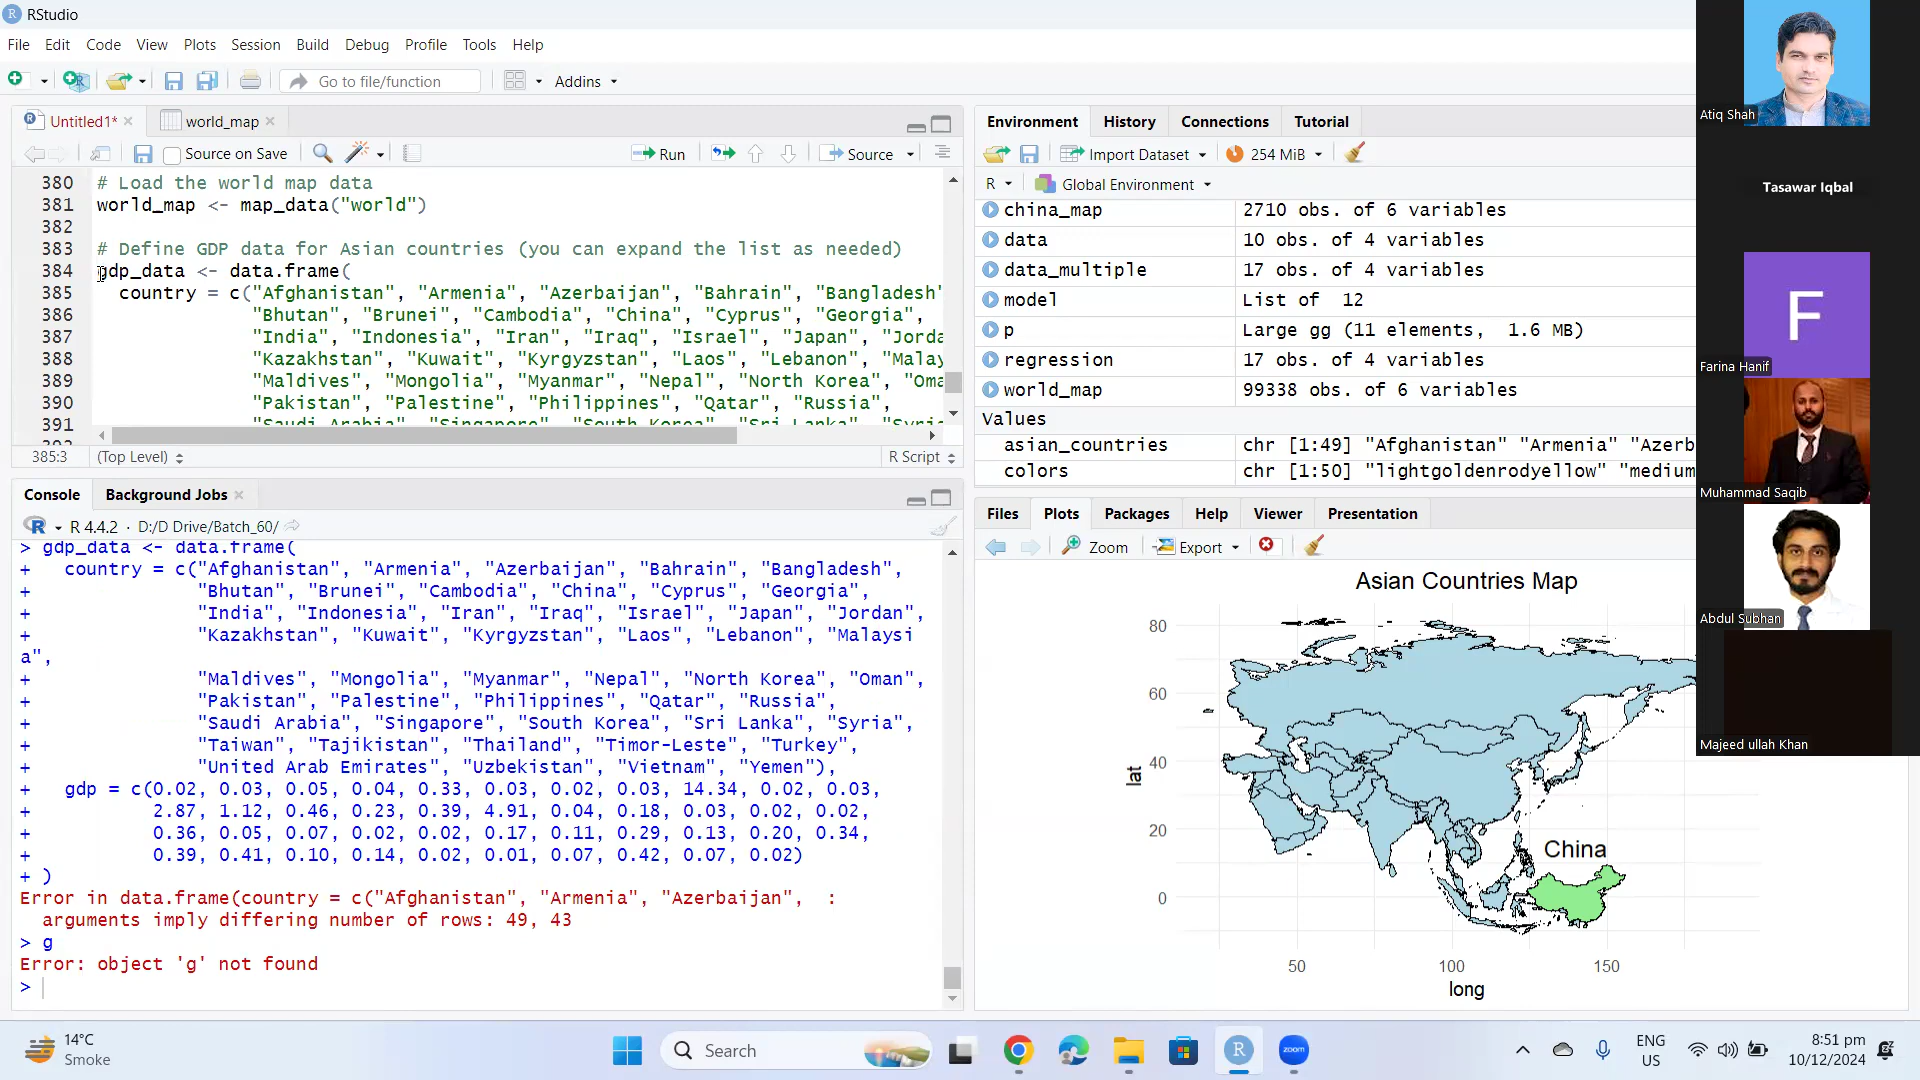 RStudio
File Edit Code View Plots Session Build Debug Profile Tools Help
Go to file/function Addins
Untitled1* world_map
Source on Save Run Source
380 # Load the world map data
381 world_map <- map_data("world")
382
383 # Define GDP data for Asian countries (you can expand the list as needed)
384 gdp_data <- data.frame(
385 country = c("Afghanistan", "Armenia", "Azerbaijan", "Bahrain", "Bangladesh"
386 "Bhutan", "Brunei", "Cambodia", "China", "Cyprus", "Georgia",
387 "India", "Indonesia", "Iran", "Iraq", "Israel", "Japan", "Jorda
388 "Kazakhstan", "Kuwait", "Kyrgyzstan", "Laos", "Lebanon", "Malay
389 "Maldives", "Mongolia", "Myanmar", "Nepal", "North Korea", "Oma
390 "Pakistan", "Palestine", "Philippines", "Qatar", "Russia",
391 "Saudi Arabia", "Singapore", "South Korea", "Sri Lanka", "Syria
385:3 (Top Level) R Script
Console Background Jobs
R 4.4.2 · D:/D Drive/Batch_60/
> gdp_data <- data.frame(
+ country = c("Afghanistan", "Armenia", "Azerbaijan", "Bahrain", "Bangladesh",
+ "Bhutan", "Brunei", "Cambodia", "China", "Cyprus", "Georgia",
+ "India", "Indonesia", "Iran", "Iraq", "Israel", "Japan", "Jordan",
+ "Kazakhstan", "Kuwait", "Kyrgyzstan", "Laos", "Lebanon", "Malaysi
a",
+ "Maldives", "Mongolia", "Myanmar", "Nepal", "North Korea", "Oman",
+ "Pakistan", "Palestine", "Philippines", "Qatar", "Russia",
+ "Saudi Arabia", "Singapore", "South Korea", "Sri Lanka", "Syria",
+ "Taiwan", "Tajikistan", "Thailand", "Timor-Leste", "Turkey",
+ "United Arab Emirates", "Uzbekistan", "Vietnam", "Yemen"),
+ gdp = c(0.02, 0.03, 0.05, 0.04, 0.33, 0.03, 0.02, 0.03, 14.34, 0.02, 0.03,
+ 2.87, 1.12, 0.46, 0.23, 0.39, 4.91, 0.04, 0.18, 0.03, 0.02, 0.02,
+ 0.36, 0.05, 0.07, 0.02, 0.02, 0.17, 0.11, 0.29, 0.13, 0.20, 0.34,
+ 0.39, 0.41, 0.10, 0.14, 0.02, 0.01, 0.07, 0.42, 0.07, 0.02)
+ )
Error in data.frame(country = c("Afghanistan", "Armenia", "Azerbaijan", :
arguments imply differing number of rows: 49, 43
> g
Error: object 'g' not found
>
Environment History Connections Tutorial
Import Dataset 254 MiB
R Global Environment
china_map 2710 obs. of 6 variables
data 10 obs. of 4 variables
data_multiple 17 obs. of 4 variables
model List of 12
p Large gg (11 elements, 1.6 MB)
regression 17 obs. of 4 variables
world_map 99338 obs. of 6 variables
Values
asian_countries chr [1:49] "Afghanistan" "Armenia" "Azerb
colors chr [1:50] "lightgoldenrodyellow" "medium
Files Plots Packages Help Viewer Presentation
Zoom Export
Asian Countries Map
80
60
40
20
0
lat
China
50 100 150
long
Atiq Shah
Tasawar Iqbal
F
Farina Hanif
Muhammad Saqib
Abdul Subhan
Majeed ullah Khan
14°C
Smoke
Search
zoom
ENG
US
8:51 pm
10/12/2024